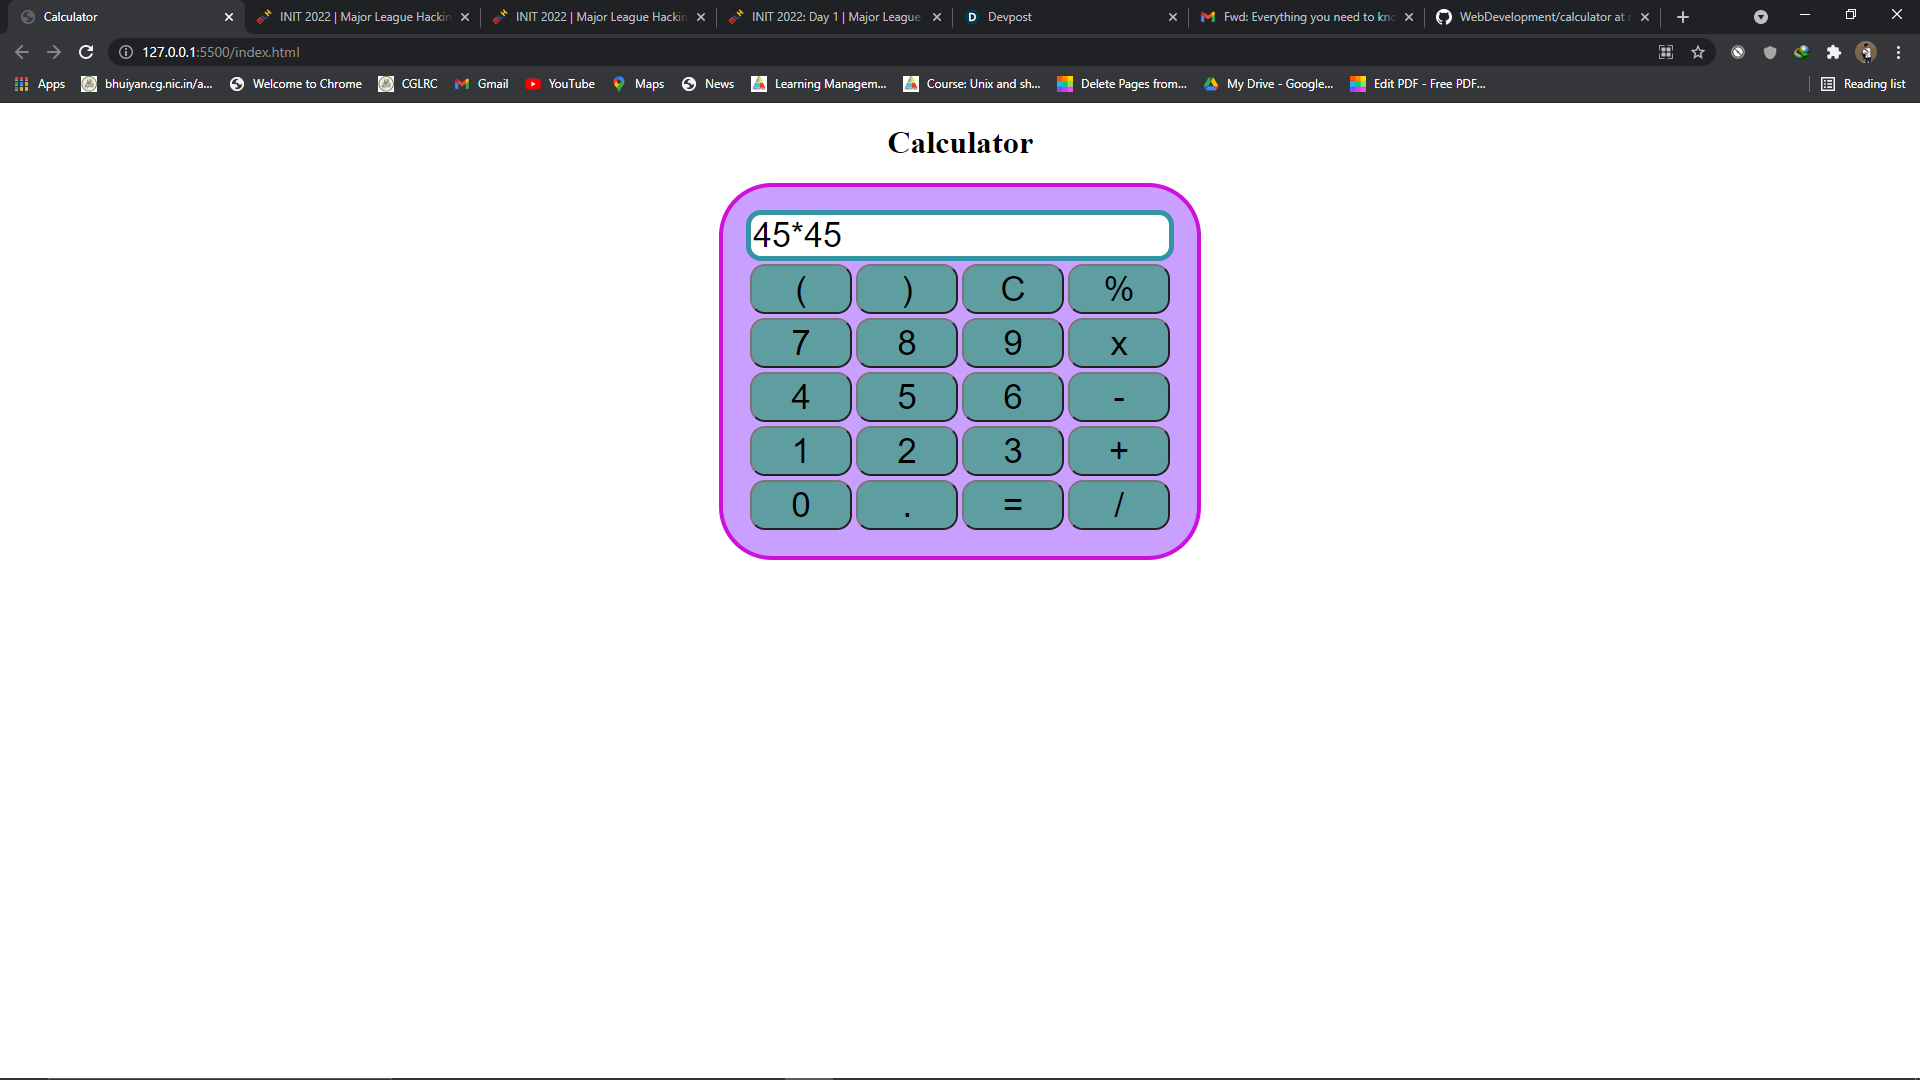 Calculator
INIT 2022 | Major League Hackin
INIT 2022 | Major League Hackin
INIT 2022: Day 1 | Major League
Devpost
Fwd: Everything you need to kno
WebDevelopment/calculator at
127.0.0.1:5500/index.html
Apps
bhuiyan.cg.nic.in/a...
Welcome to Chrome
CGLRC
Gmail
YouTube
Maps
News
Learning Managem...
Course: Unix and sh...
Delete Pages from...
My Drive - Google...
Edit PDF - Free PDF...
Reading list
Calculator
45*45
( ) C %
7 8 9 x
4 5 6 -
1 2 3 +
0 . = /